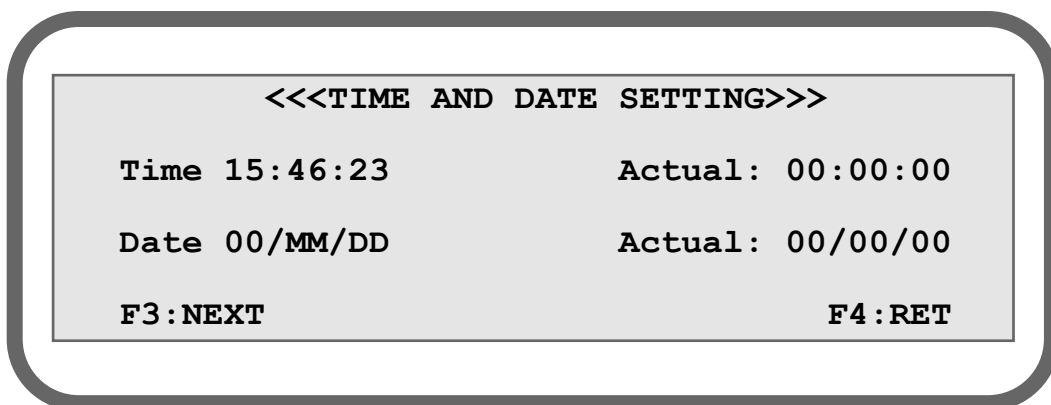 <<<TIME AND DATE SETTING>>>
Time 15:46:23 Actual: 00:00:00
Date 00/MM/DD Actual: 00/00/00
F3:NEXT F4:RET